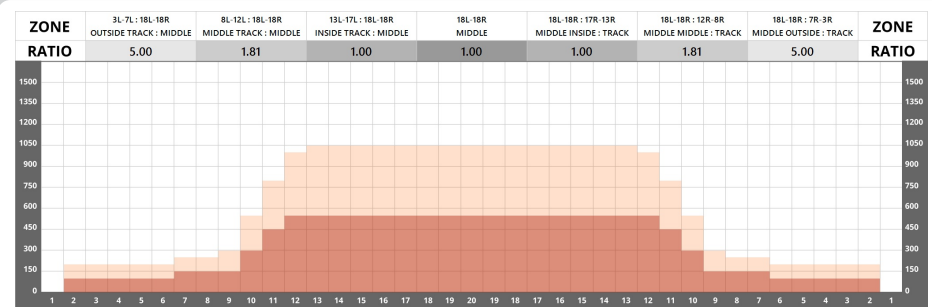 ZONE 3L-7L : 18L-18R 8L-12L : 18L-18R 13L-17L : 18L-18R 18L-18R 18L-18R : 17R-13R 18L-18R : 12R-8R 18L-18R : 7R-3R ZONE
OUTSIDE TRACK : MIDDLE MIDDLE TRACK : MIDDLE INSIDE TRACK : MIDDLE MIDDLE MIDDLE INSIDE : TRACK MIDDLE MIDDLE : TRACK MIDDLE OUTSIDE : TRACK
RATIO 5.00 1.81 1.00 1.00 1.00 1.81 5.00 RATIO
1500 1500
1350 1350
1200 1200
1050 1050
900 900
750 750
600 600
450 450
300 300
150 150
0 0
1 2 3 4 5 6 7 8 9 10 11 12 13 14 15 16 17 18 19 20 19 18 17 16 15 14 13 12 11 10 9 8 7 6 5 4 3 2 1